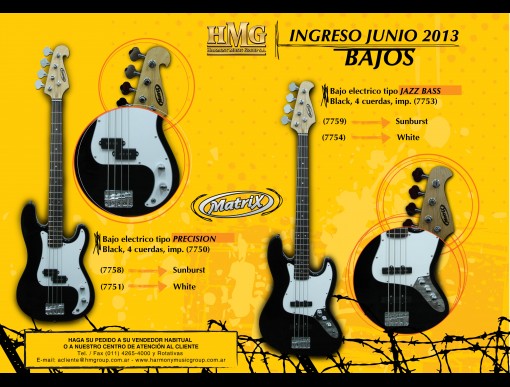 HMG
INGRESO JUNIO 2013
BAJOS
Bajo electrico tipo JAZZ BASS
Black, 4 cuerdas, imp. (7753)
(7759) Sunburst
(7754) White
Matrix
Bajo electrico tipo PRECISION
Black, 4 cuerdas, imp. (7750)
(7758) Sunburst
(7751) White
HAGA SU PEDIDO A SU VENDEDOR HABITUAL
O A NUESTRO CENTRO DE ATENCIÓN AL CLIENTE
Tel. / Fax (011) 4265-4000 y Rotativas
E-mail: acliente@hmgroup.com.ar - www.harmonymusicgroup.com.ar